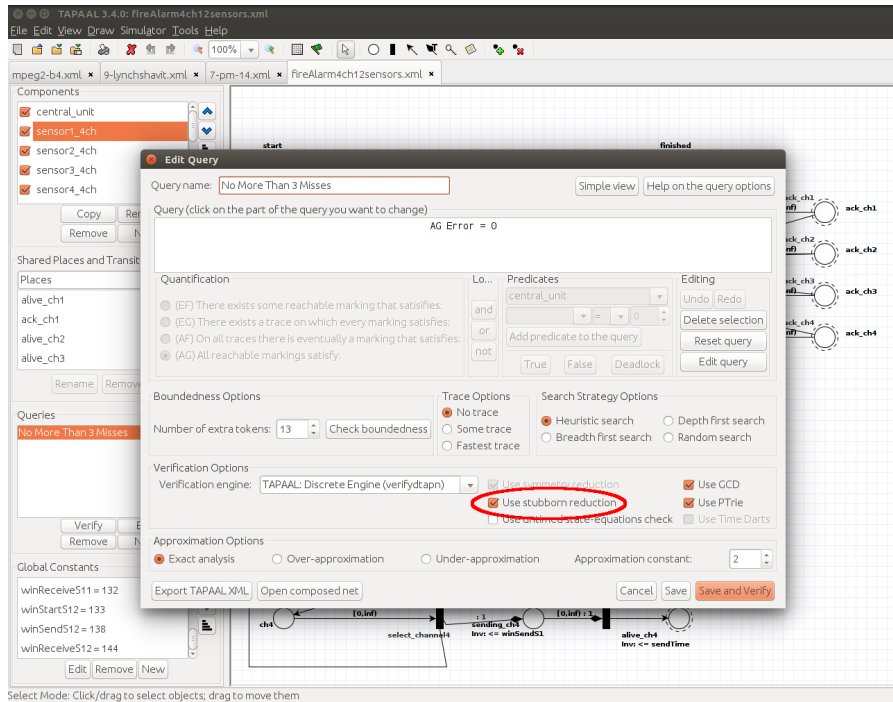 TAPAAL 3.4.0: fireAlarm4ch12sensors.xml
File Edit View Draw Simulator Tools Help
100%
mpeg2-b4.xml × 9-lynchshavit.xml × 7-pm-14.xml × fireAlarm4ch12sensors.xml ×
Components
central_unit
sensor1_4ch
sensor2_4ch
sensor3_4ch
sensor4_4ch
Copy
Remove
Shared Places and Transit
Places
alive_ch1
ack_ch1
alive_ch2
alive_ch3
Rename Remove
Queries
No More Than 3 Misses
Verify
Remove
Global Constants
winReceiveS11 = 132
winStartS12 = 133
winSendS12 = 138
winReceiveS12 = 144
Edit Remove New
start finished
Edit Query
Query name: No More Than 3 Misses
Simple view Help on the query options
Query (click on the part of the query you want to change)
AG Error = 0
Quantification
(EF) There exists some reachable marking that satisfies:
(EG) There exists a trace on which every marking satisfies:
(AF) On all traces there is eventually a marking that satisfies:
(AG) All reachable markings satisfy:
Lo...
and
or
not
Predicates
central_unit
= 0
Add predicate to the query
True False Deadlock
Editing
Undo Redo
Delete selection
Reset query
Edit query
Boundedness Options
Number of extra tokens: 13 Check boundedness
Trace Options
No trace
Some trace
Fastest trace
Search Strategy Options
Heuristic search Depth first search
Breadth first search Random search
Verification Options
Verification engine: TAPAAL: Discrete Engine (verifydtapn)
Use symmetry reduction Use GCD
Use stubborn reduction Use PTrie
Use untimed state-equations check Use Time Darts
Approximation Options
Exact analysis Over-approximation Under-approximation Approximation constant: 2
Export TAPAAL XML Open composed net Cancel Save Save and Verify
ack_ch1
ack_ch2
ack_ch3
ack_ch4
ch4
[0,inf)
select_channel4
: 1
sending_ch4
Inv: <= winSendS1
[0,inf) : 1
alive_ch4
Inv: <= sendTime
Select Mode: Click/drag to select objects; drag to move them